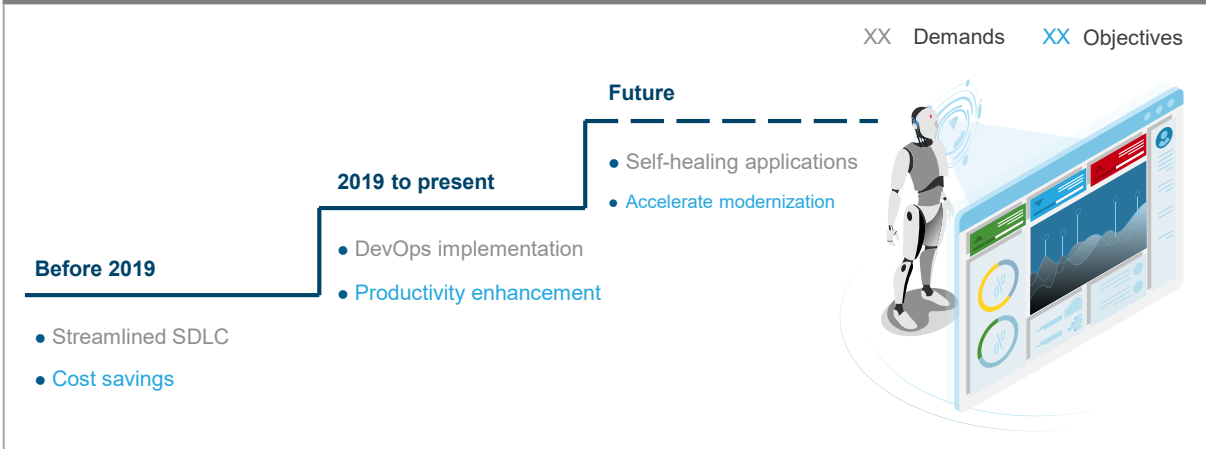 XX Demands XX Objectives
Future
● Self-healing applications
● Accelerate modernization
2019 to present
● DevOps implementation
● Productivity enhancement
Before 2019
● Streamlined SDLC
● Cost savings
%
%